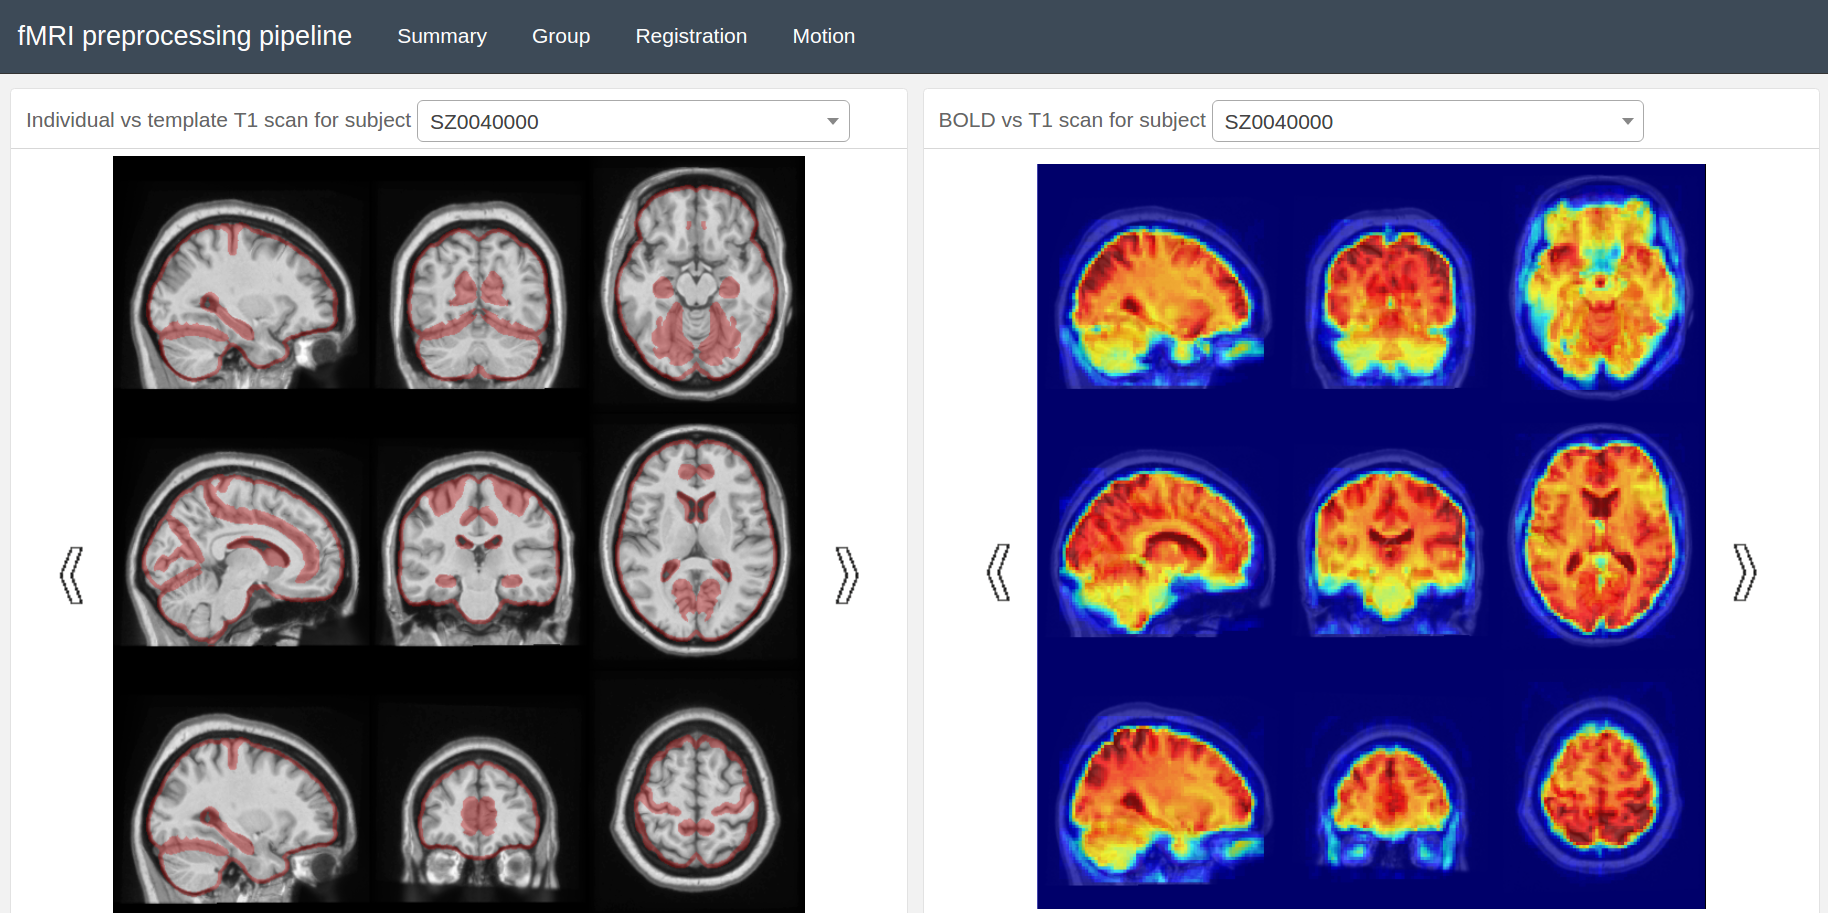 fMRI preprocessing pipeline Summary Group Registration Motion
Individual vs template T1 scan for subject SZ0040000
BOLD vs T1 scan for subject SZ0040000